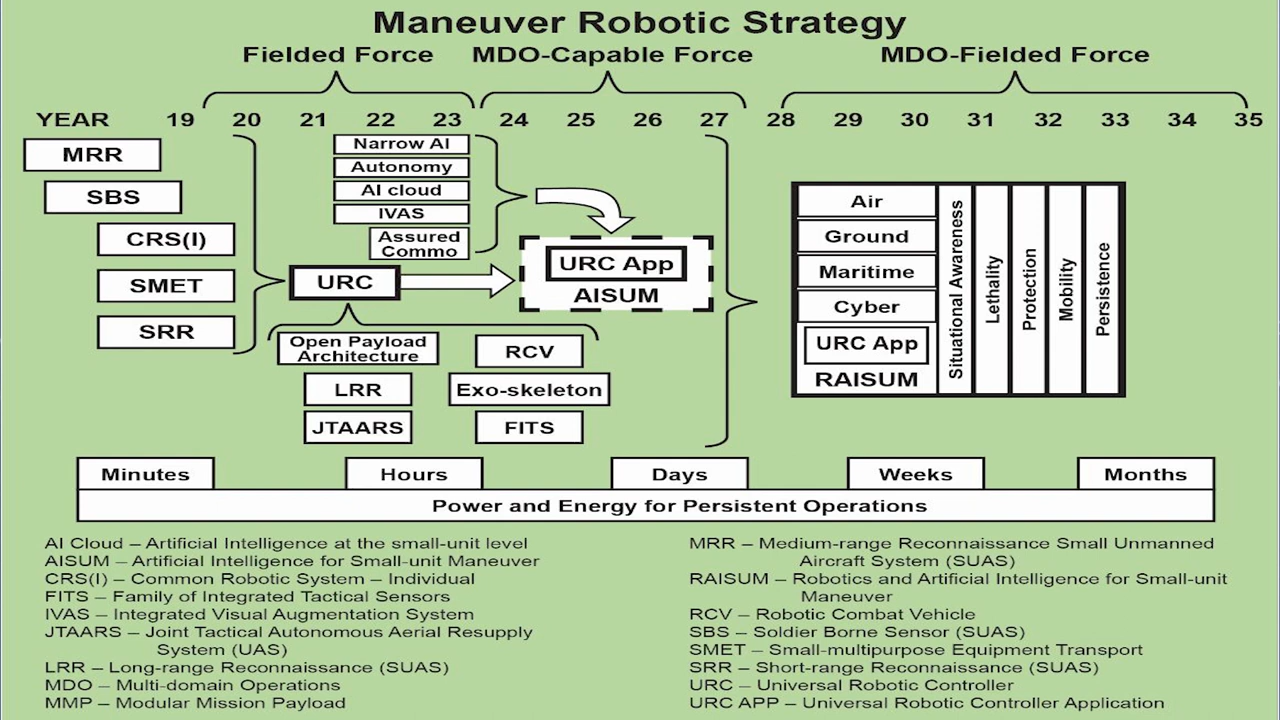 Maneuver Robotic Strategy
Fielded Force MDO-Capable Force MDO-Fielded Force
YEAR 19 20 21 22 23 24 25 26 27 28 29 30 31 32 33 34 35
MRR
SBS
CRS(I)
SMET
SRR
Narrow AI
Autonomy
AI cloud
IVAS
Assured
Commo
URC
URC App
AISUM
Open Payload
Architecture
LRR
JTAARS
RCV
Exo-skeleton
FITS
Air
Ground
Maritime
Cyber
URC App
RAISUM
Situational Awareness
Lethality
Protection
Mobility
Persistence
Minutes Hours Days Weeks Months
Power and Energy for Persistent Operations
AI Cloud – Artificial Intelligence at the small-unit level
AISUM – Artificial Intelligence for Small-unit Maneuver
CRS(I) – Common Robotic System – Individual
FITS – Family of Integrated Tactical Sensors
IVAS – Integrated Visual Augmentation System
JTAARS – Joint Tactical Autonomous Aerial Resupply
System (UAS)
LRR – Long-range Reconnaissance (SUAS)
MDO – Multi-domain Operations
MMP – Modular Mission Payload
MRR – Medium-range Reconnaissance Small Unmanned
Aircraft System (SUAS)
RAISUM – Robotics and Artificial Intelligence for Small-unit
Maneuver
RCV – Robotic Combat Vehicle
SBS – Soldier Borne Sensor (SUAS)
SMET – Small-multipurpose Equipment Transport
SRR – Short-range Reconnaissance (SUAS)
URC – Universal Robotic Controller
URC APP – Universal Robotic Controller Application